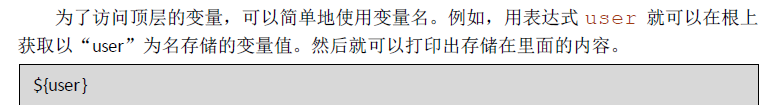 为了访问顶层的变量，可以简单地使用变量名。例如，用表达式 user 就可以在根上
获取以“user”为名存储的变量值。然后就可以打印出存储在里面的内容。
${user}